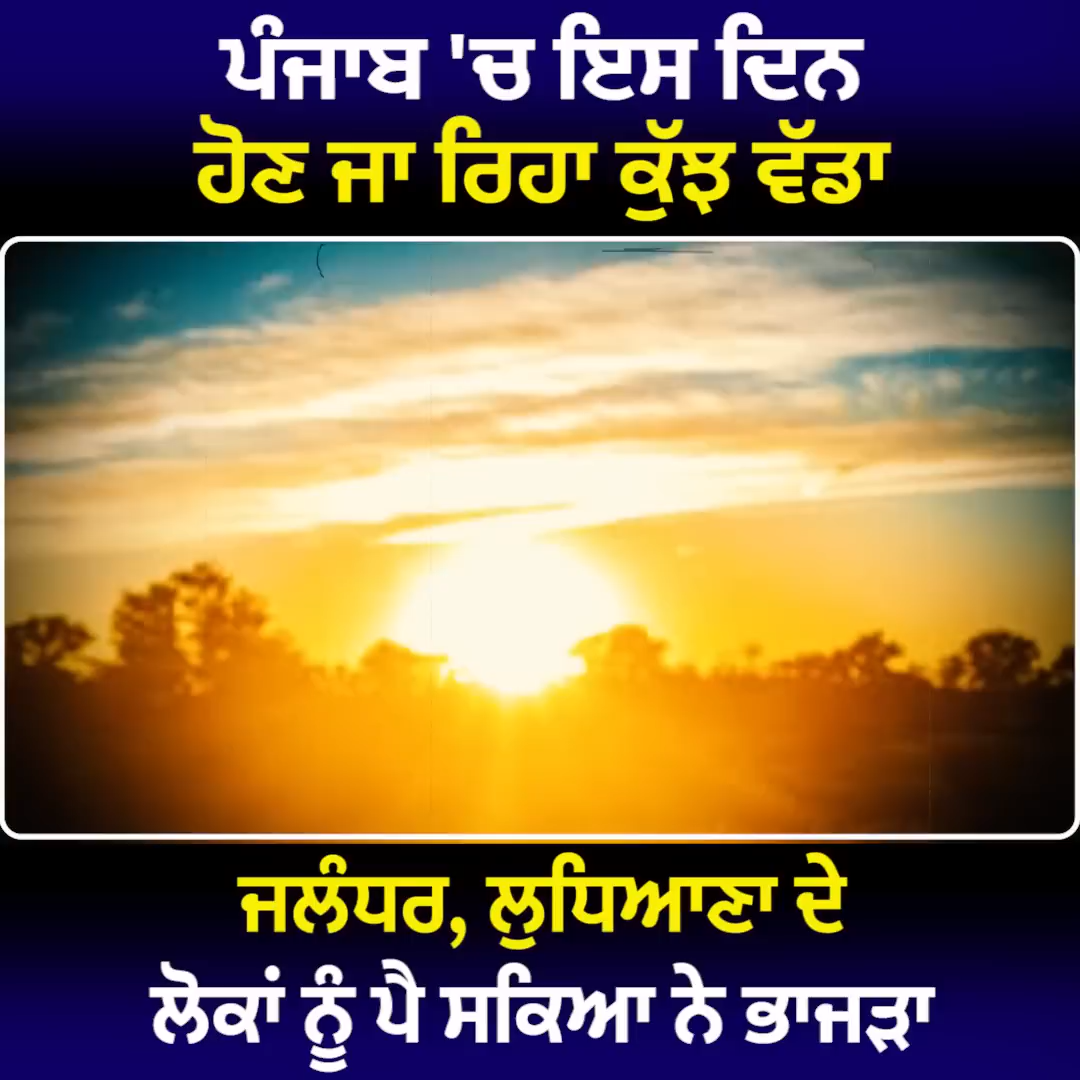 ਪੰਜਾਬ 'ਚ ਇਸ ਦਿਨ
ਹੋਣ ਜਾ ਰਿਹਾ ਕੁੱਝ ਵੱਡਾ
ਜਲੰਧਰ, ਲੁਧਿਆਣਾ ਦੇ
ਲੋਕਾਂ ਨੂੰ ਪੈ ਸਕਿਆ ਨੇ ਭਾਜੜਾ